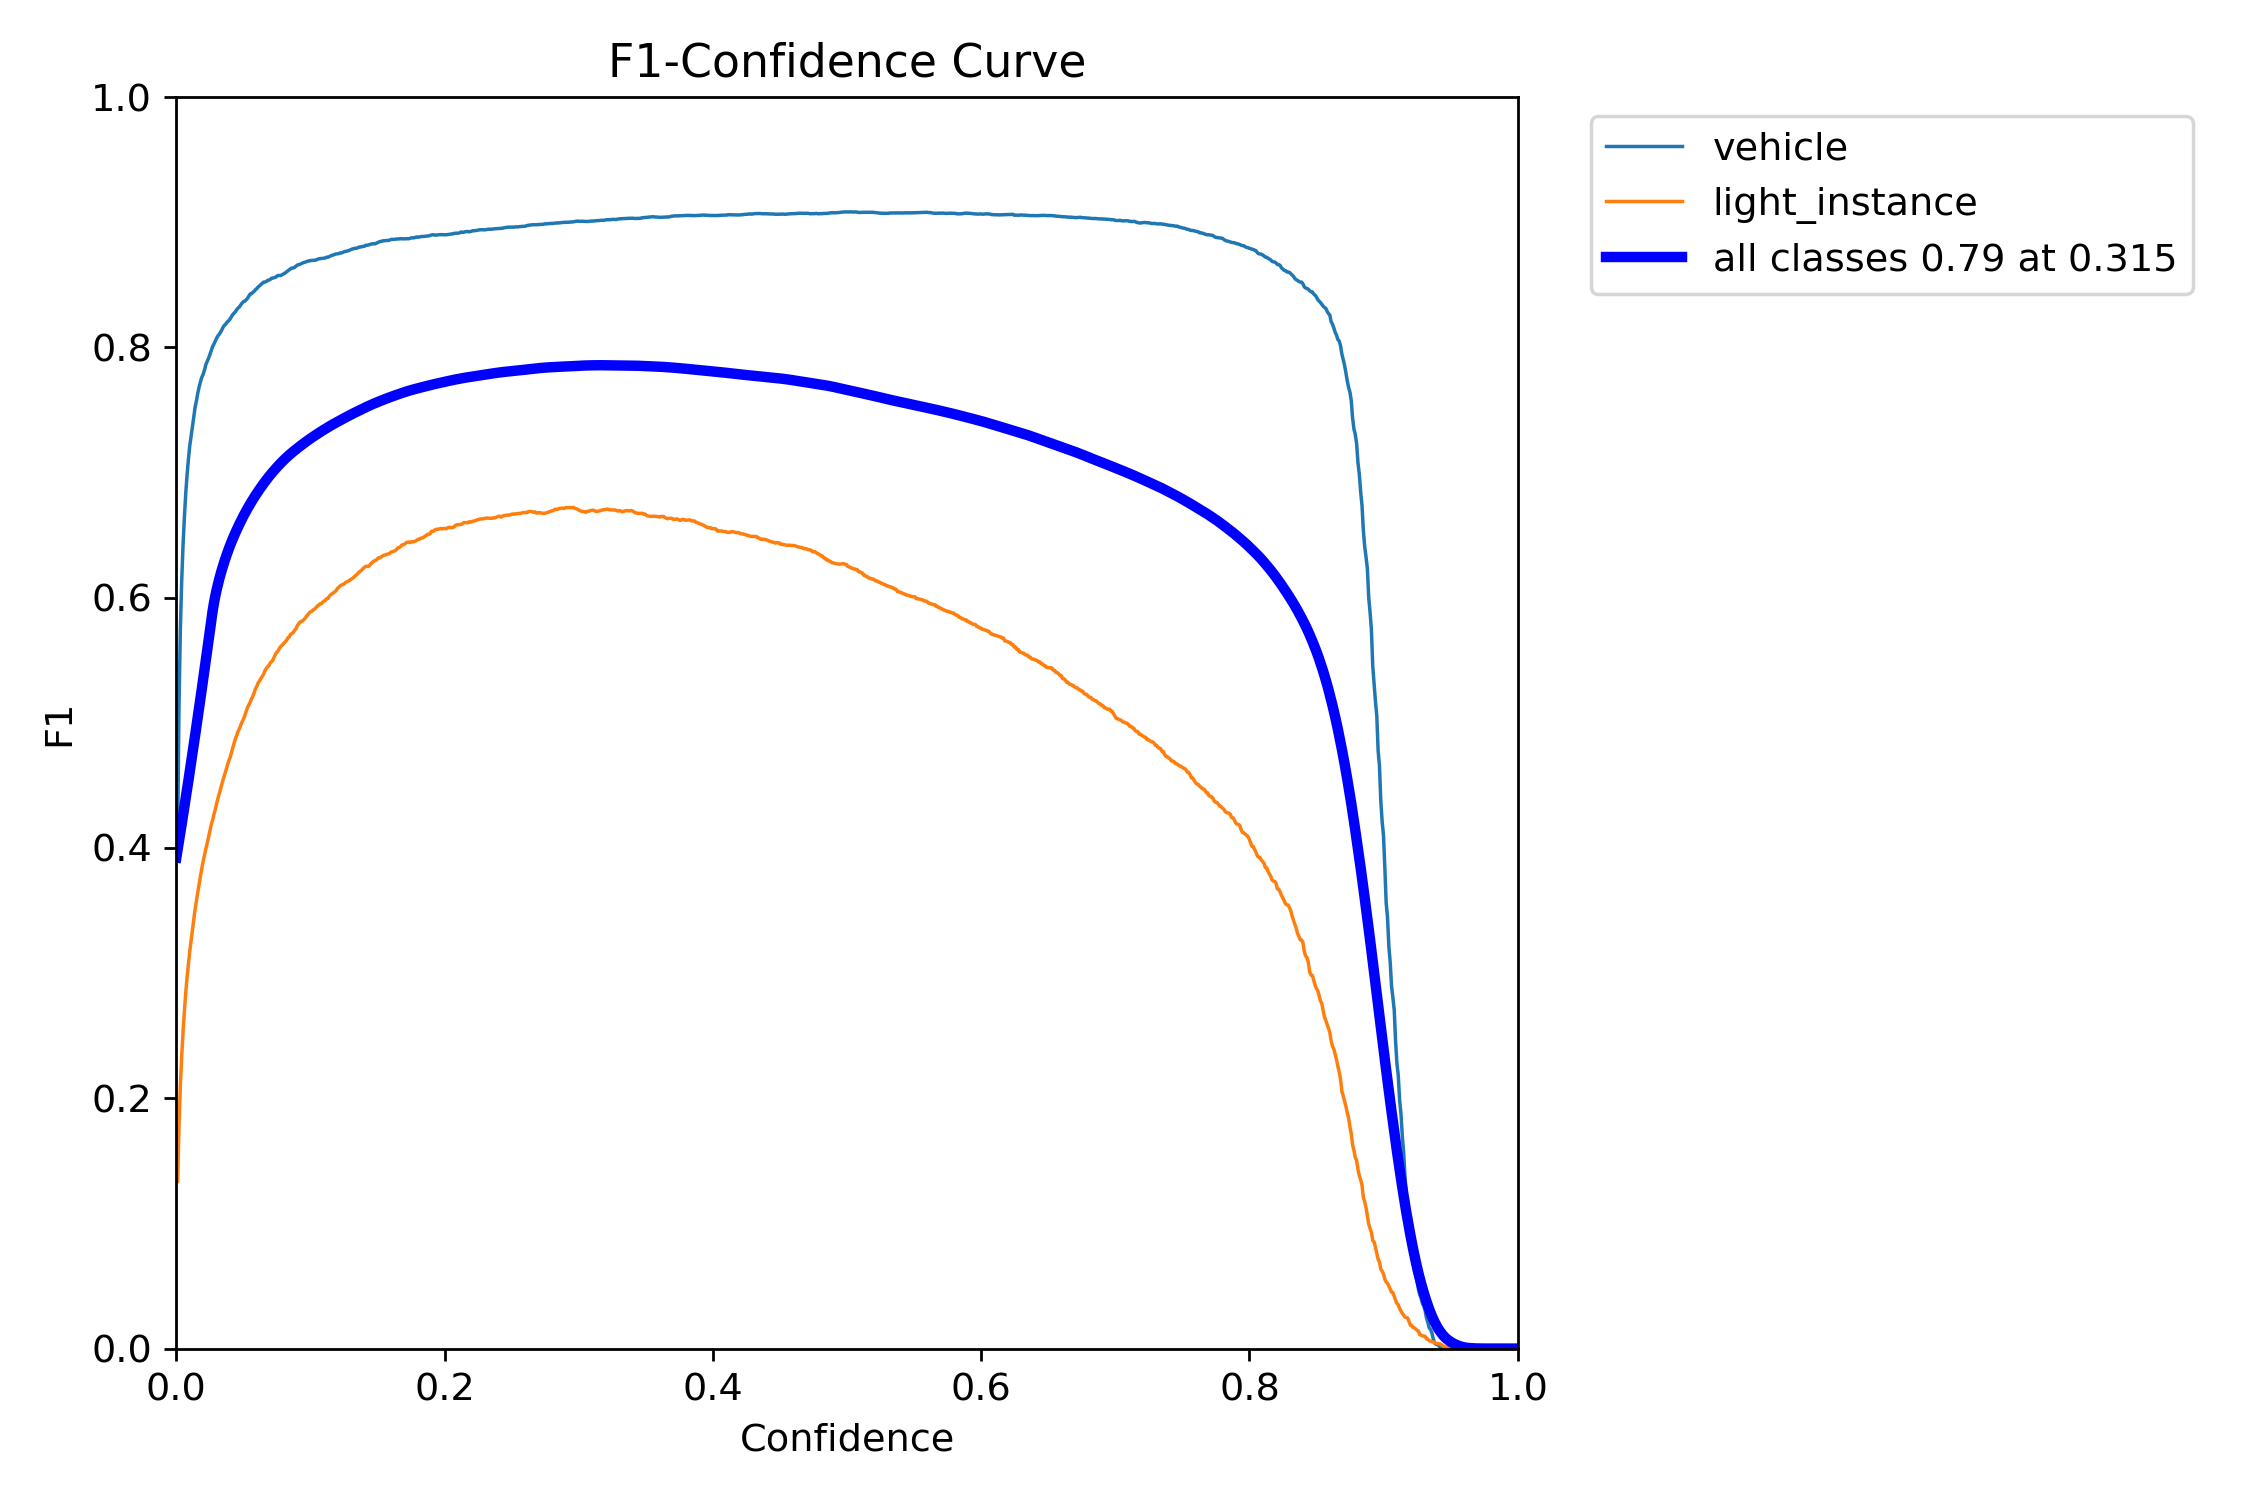 F1-Confidence Curve
1.0
0.8
0.6
0.4
0.2
0.0
F1
0.0 0.2 0.4 0.6 0.8 1.0
Confidence
vehicle
light_instance
all classes 0.79 at 0.315